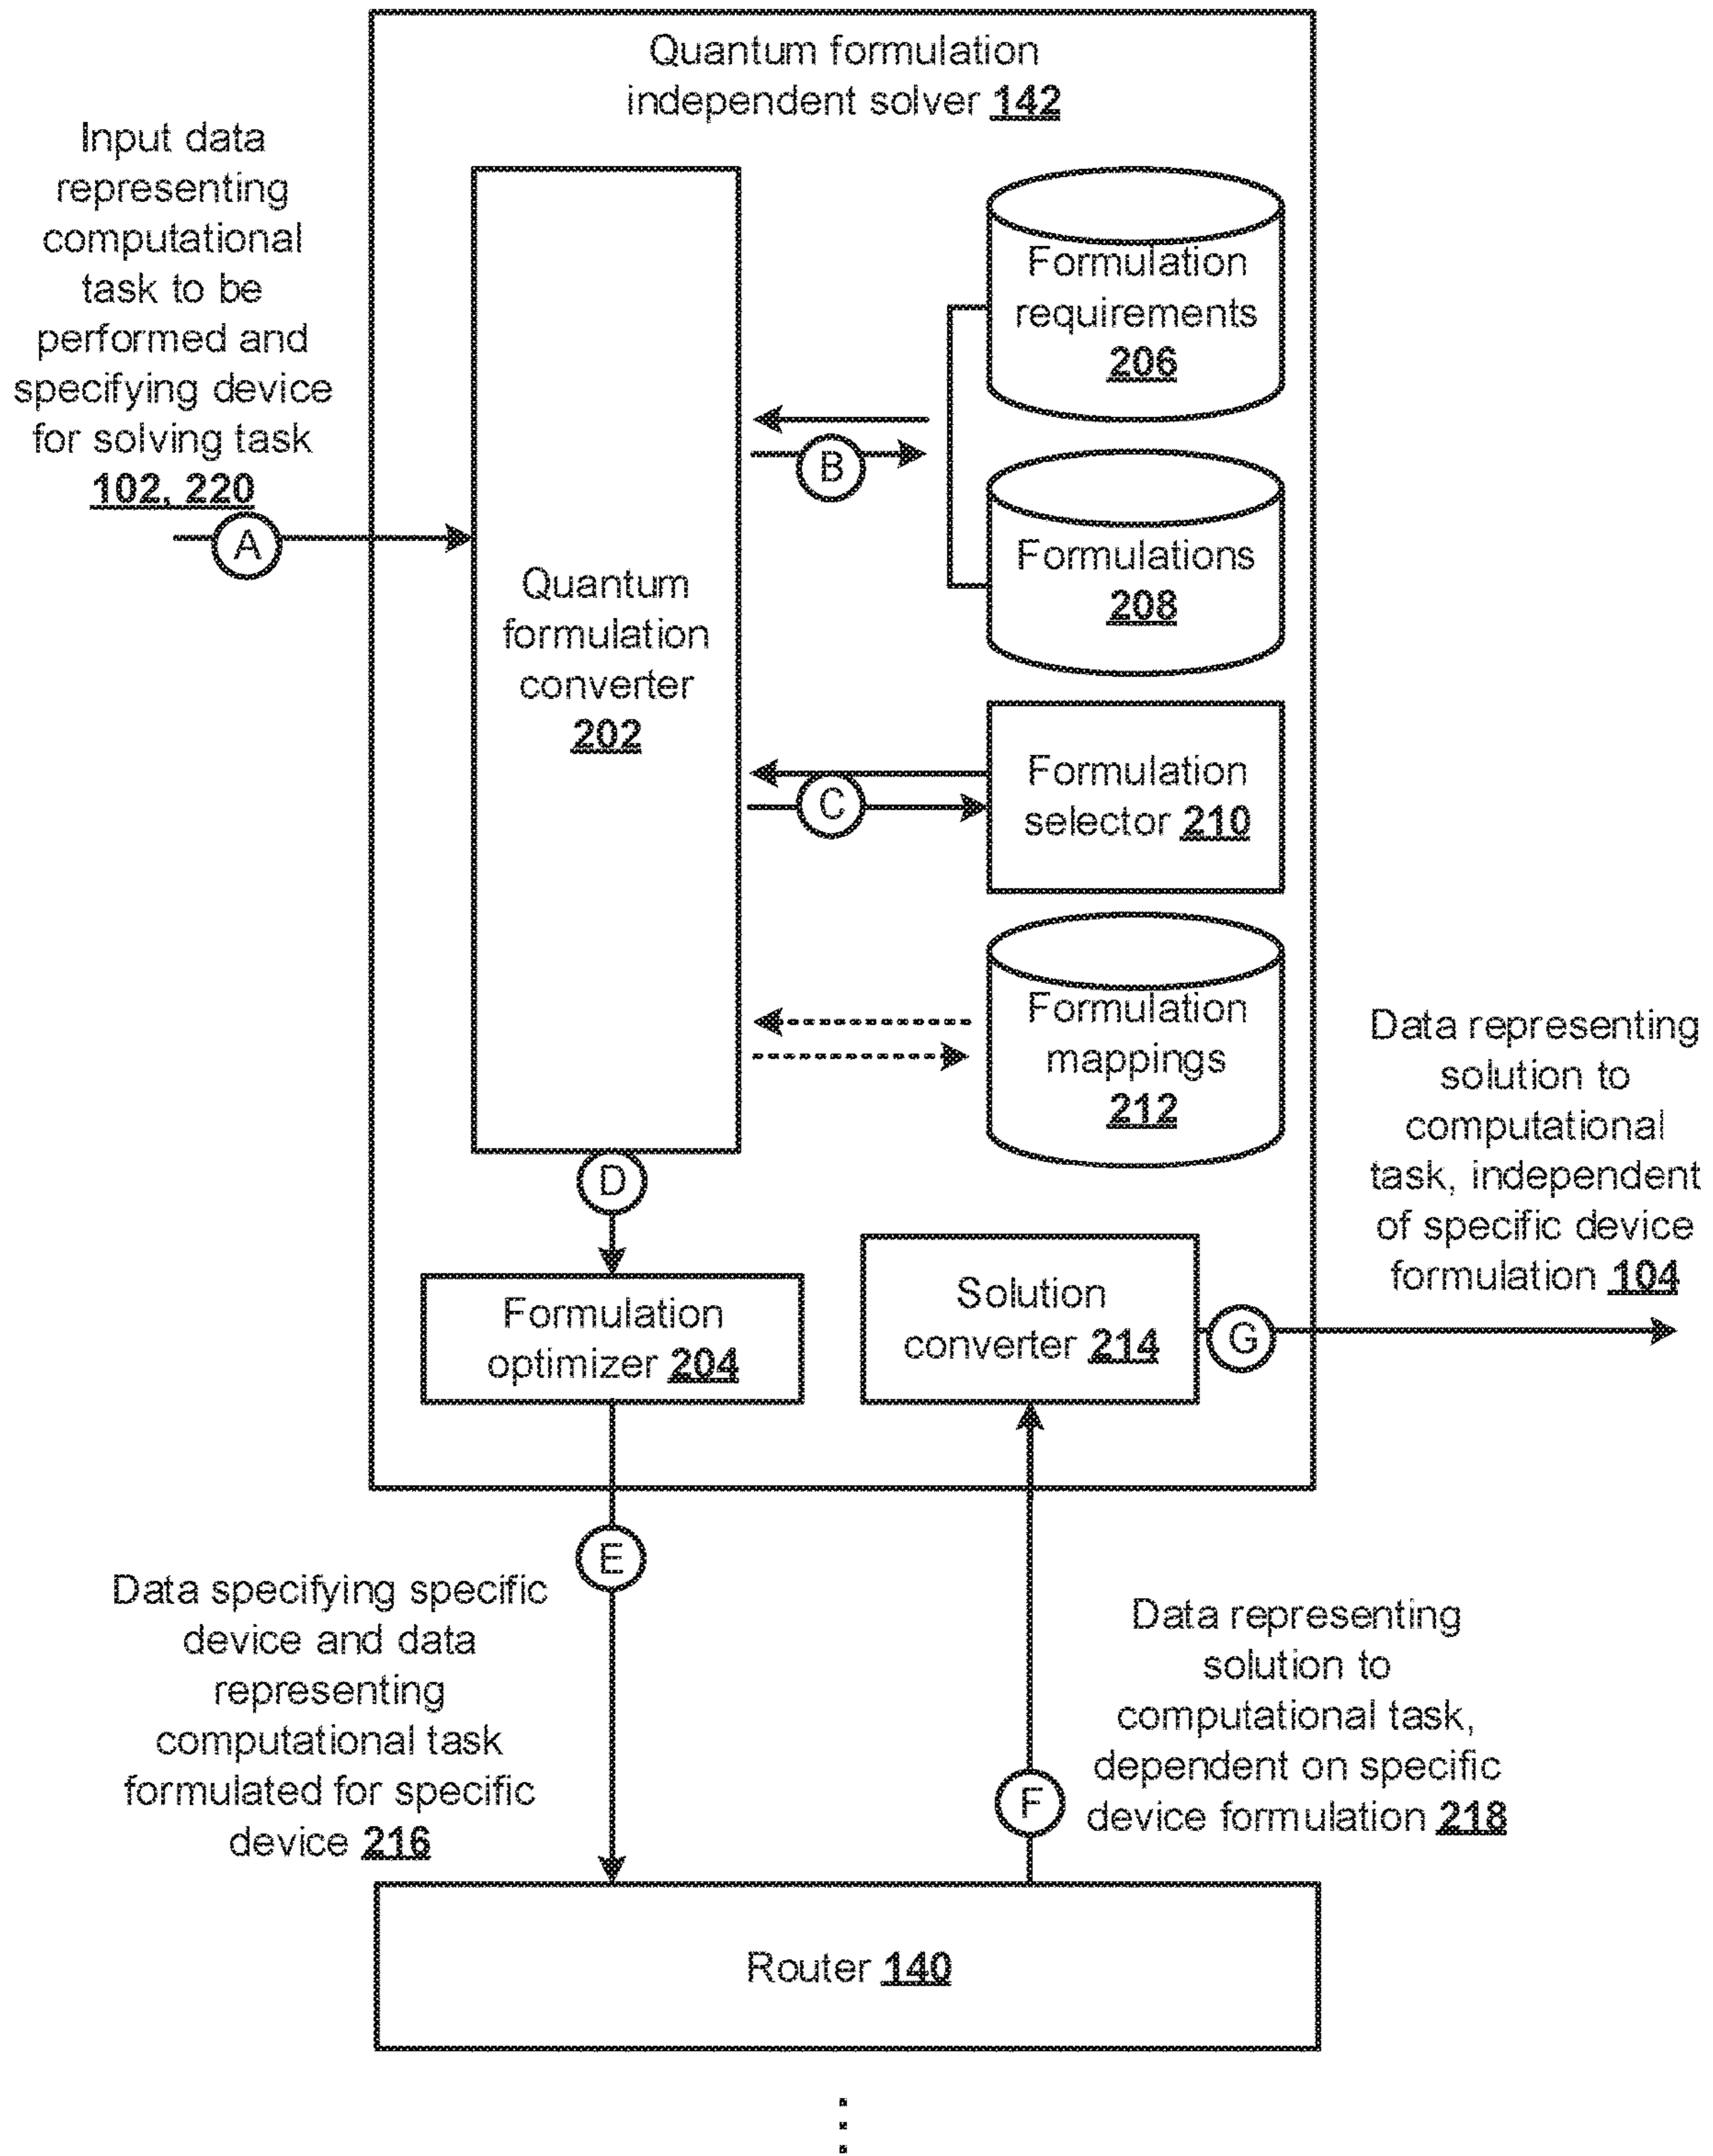 Quantum formulation
independent solver 142
Input data
representing
computational
task to be
performed and
specifying device
for solving task
102, 220
A
Quantum
formulation
converter
202
Formulation
requirements
206
B
Formulations
208
C
Formulation
selector 210
Formulation
mappings
212
D
Formulation
optimizer 204
Solution
converter 214
G
Data representing
solution to
computational
task, independent
of specific device
formulation 104
E
Data specifying specific
device and data
representing
computational task
formulated for specific
device 216
F
Data representing
solution to
computational task,
dependent on specific
device formulation 218
Router 140